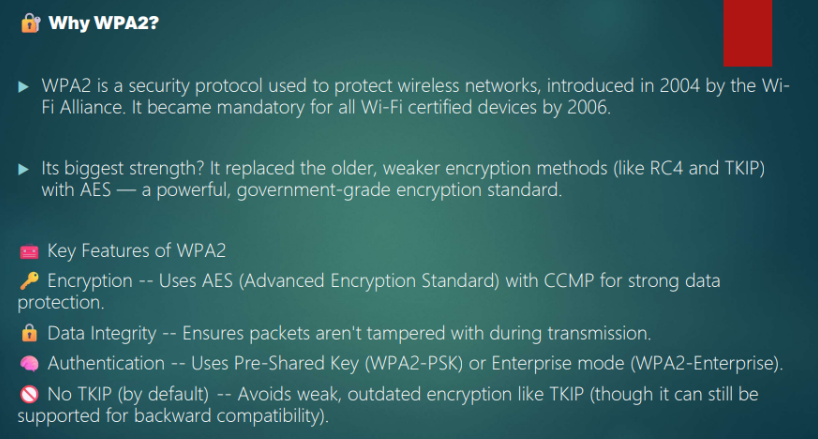 🔐 Why WPA2?
▶ WPA2 is a security protocol used to protect wireless networks, introduced in 2004 by the Wi-
Fi Alliance. It became mandatory for all Wi-Fi certified devices by 2006.
▶ Its biggest strength? It replaced the older, weaker encryption methods (like RC4 and TKIP)
with AES — a powerful, government-grade encryption standard.
Key Features of WPA2
🔑 Encryption -- Uses AES (Advanced Encryption Standard) with CCMP for strong data
protection.
🔒 Data Integrity -- Ensures packets aren't tampered with during transmission.
🧠 Authentication -- Uses Pre-Shared Key (WPA2-PSK) or Enterprise mode (WPA2-Enterprise).
🚫 No TKIP (by default) -- Avoids weak, outdated encryption like TKIP (though it can still be
supported for backward compatibility).